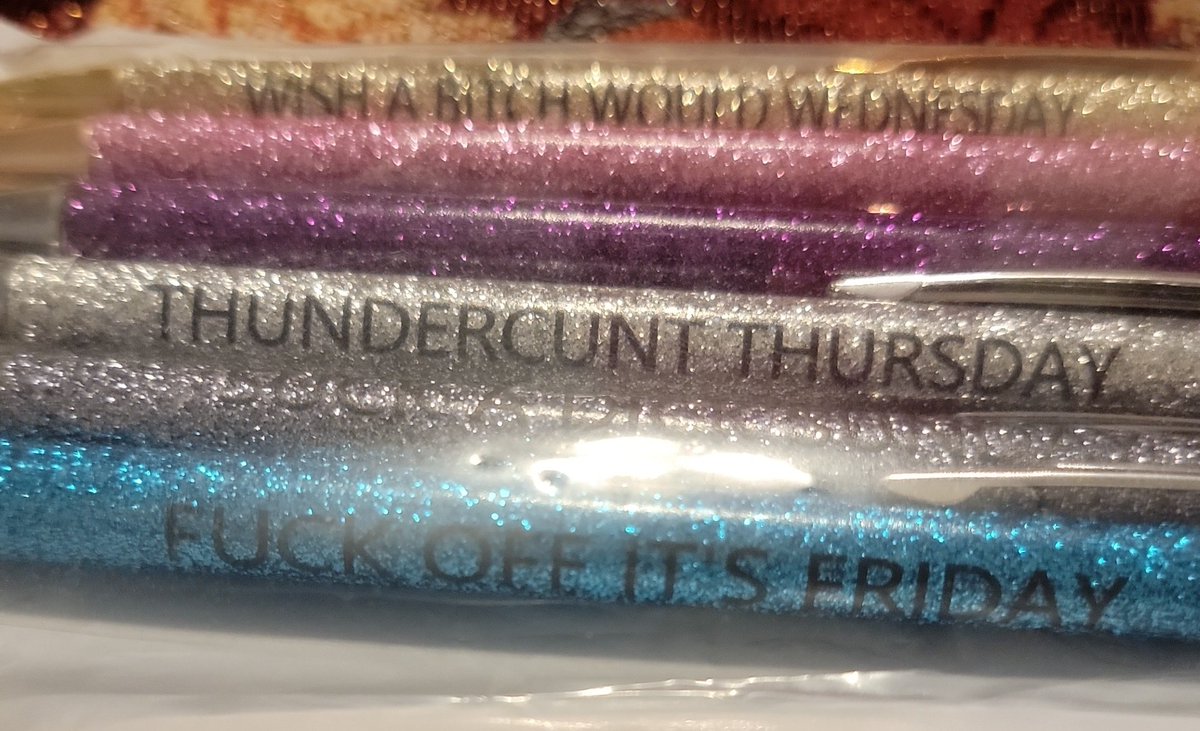 WISH A BITCH WOULD WEDNESDAY
THUNDERCUNT THURSDAY
FUCK OFF IT'S FRIDAY